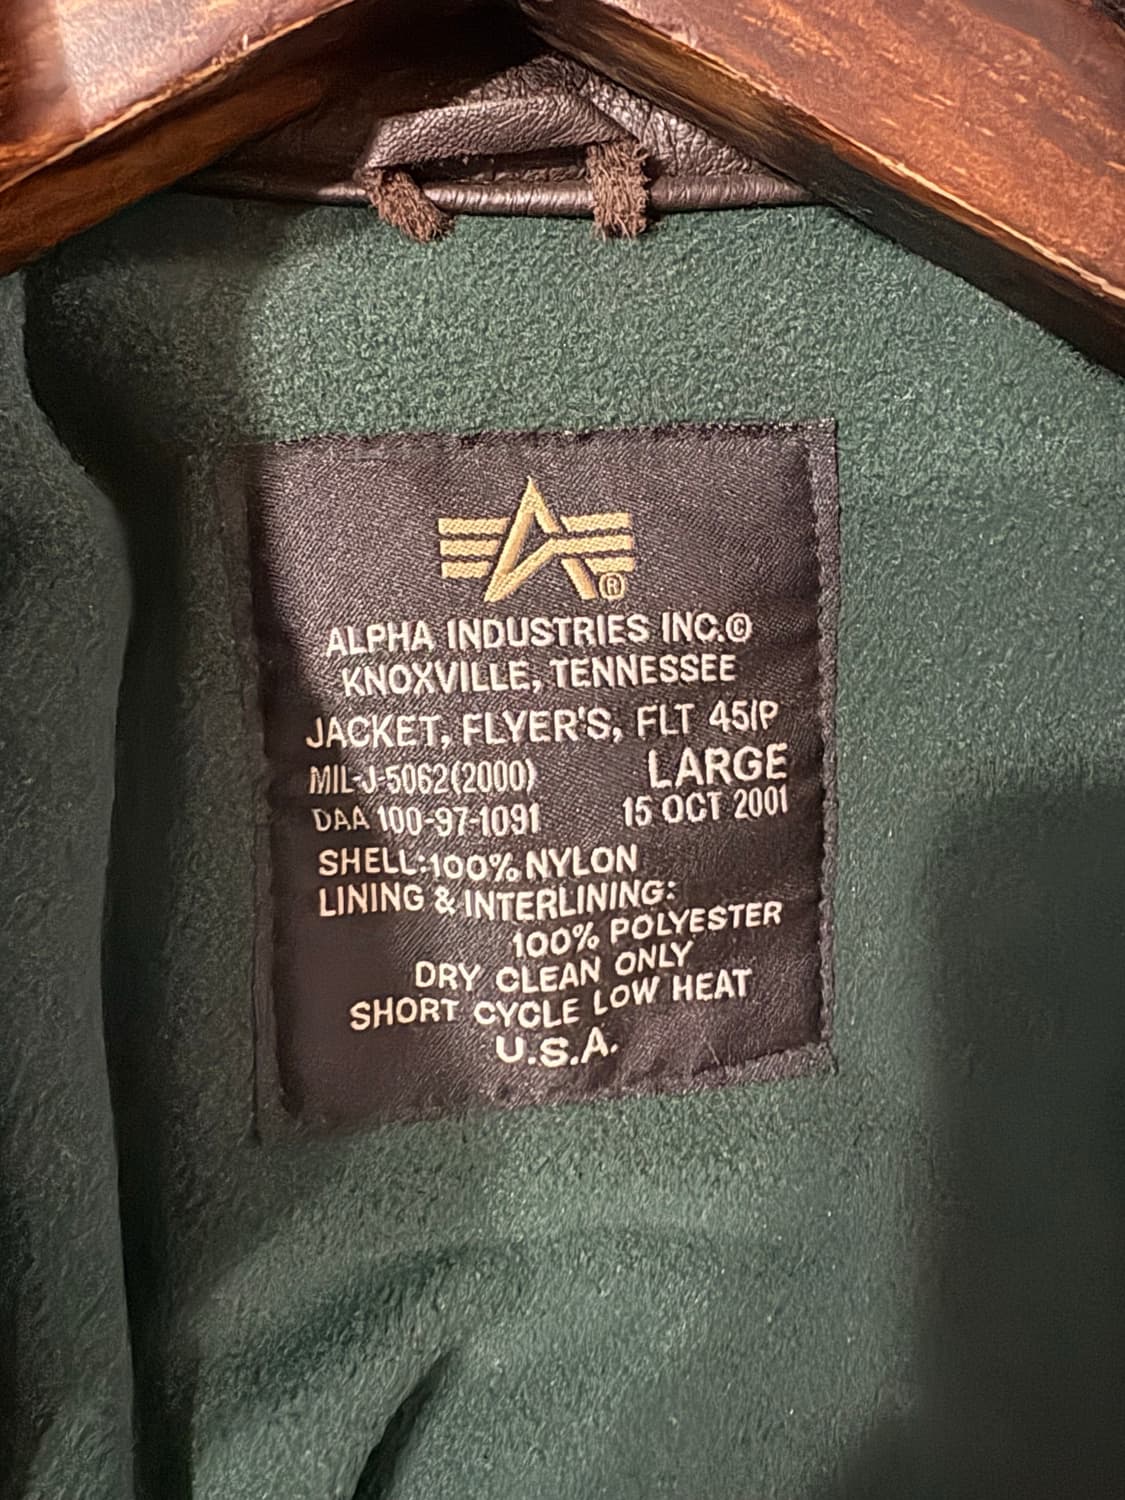 ®
ALPHA INDUSTRIES INC.©
KNOXVILLE, TENNESSEE
JACKET, FLYER'S, FLT 45/P
MIL-J-5062(2000) LARGE
DAA 100-97-1091 15 OCT 2001
SHELL:100% NYLON
LINING & INTERLINING:
100% POLYESTER
DRY CLEAN ONLY
SHORT CYCLE LOW HEAT
U.S.A.